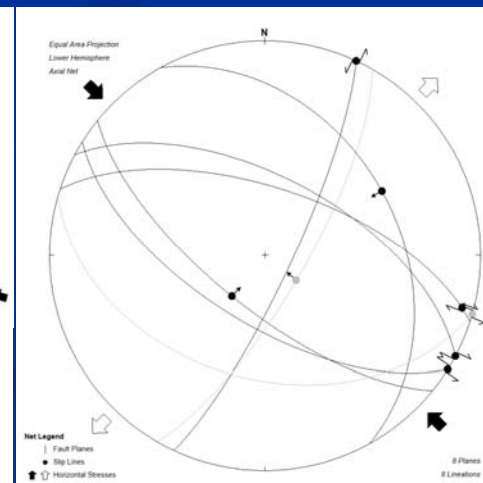 Equal Area Projection
Lower Hemisphere
Axial Net
N
Net Legend
Fault Planes
Slip Lines
Horizontal Stresses
8 Planes
8 Lineations